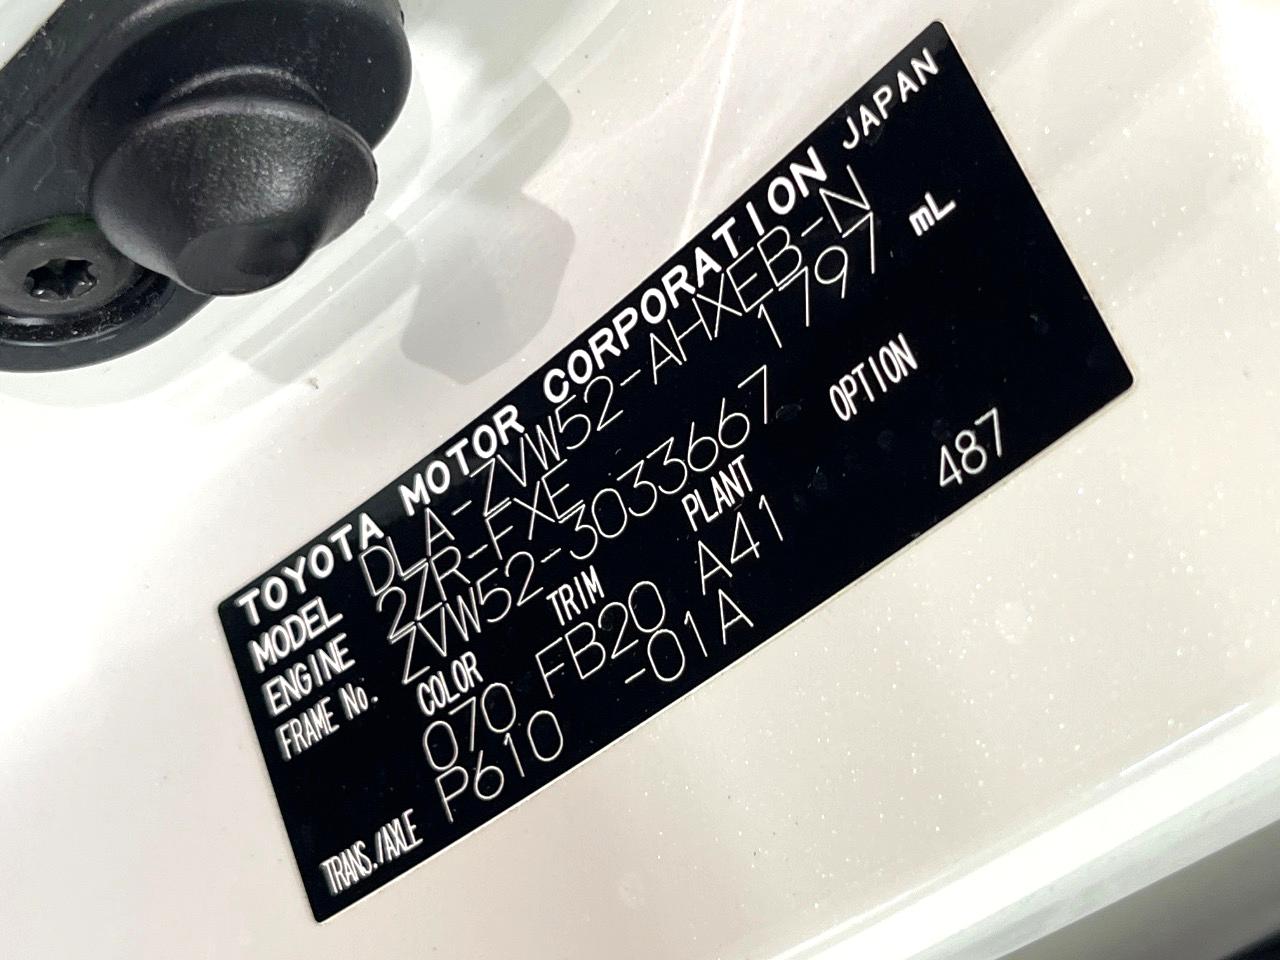 TOYOTA MOTOR CORPORATION JAPAN
MODEL DLA-ZVW52-AHXEB-N
ENGINE 2ZR-FXE 1797 mL
FRAME No. ZVW52-3033667
COLOR TRIM PLANT OPTION
070 FB20 A41 487
TRANS./AXLE P610 -01A